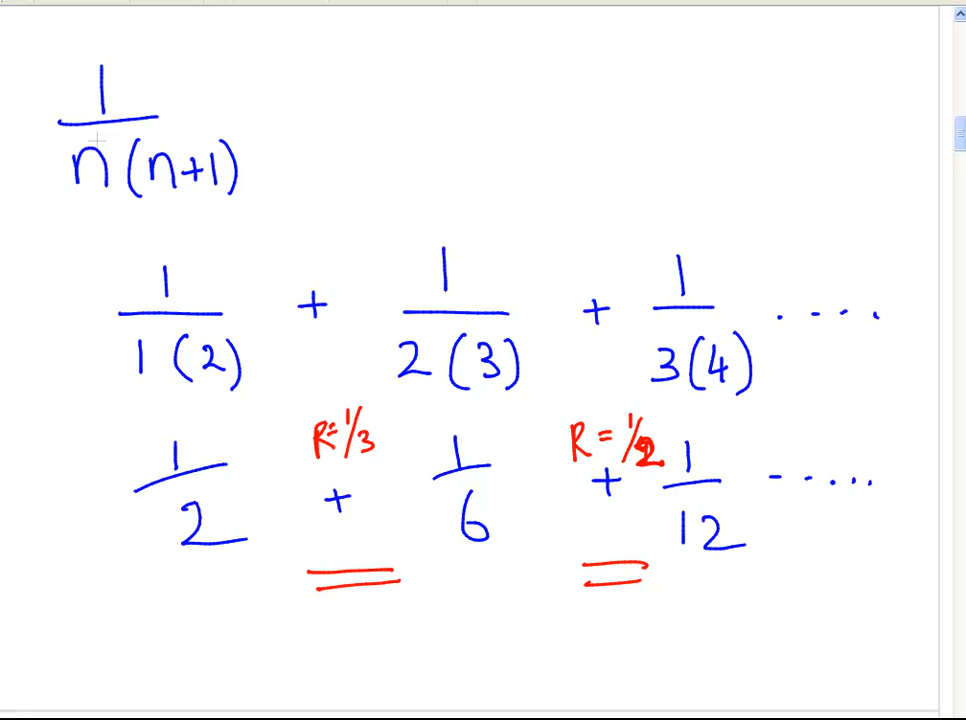 1/n(n+1)
1/1(2) + 1/2(3) + 1/3(4) .....
R=1/3 R=1/2
1/2 + 1/6 + 1/12 .....